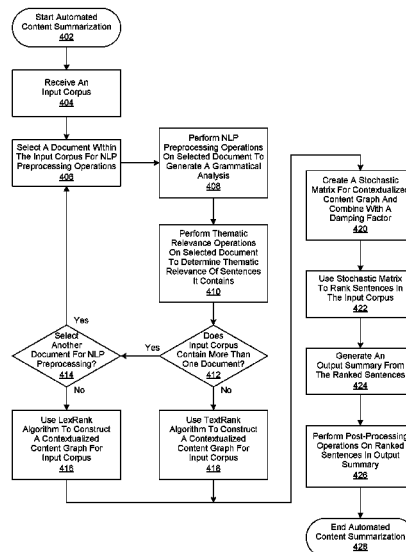 Start Automated
Content Summarization
402
Receive An
Input Corpus
404
Select A Document Within
The Input Corpus For NLP
Preprocessing Operations
406
Perform NLP
Preprocessing Operations
On Selected Document To
Generate A Grammatical
Analysis
408
Perform Thematic
Relevance Operations
On Selected Document
To Determine Thematic
Relevance Of Sentences
It Contains
410
Does
Input Corpus
Contain More Than
One Document?
412
Yes
No
Select
Another
Document For NLP
Preprocessing?
414
Yes
No
Use LexRank
Algorithm To Construct
A Contextualized
Content Graph For
Input Corpus
416
Use TextRank
Algorithm To Construct
A Contextualized
Content Graph For
Input Corpus
418
Create A Stochastic
Matrix For Contextualized
Content Graph And
Combine With A
Damping Factor
420
Use Stochastic Matrix
To Rank Sentences In
The Input Corpus
422
Generate An
Output Summary From
The Ranked Sentences
424
Perform Post-Processing
Operations On Ranked
Sentences In Output
Summary
426
End Automated
Content Summarization
428